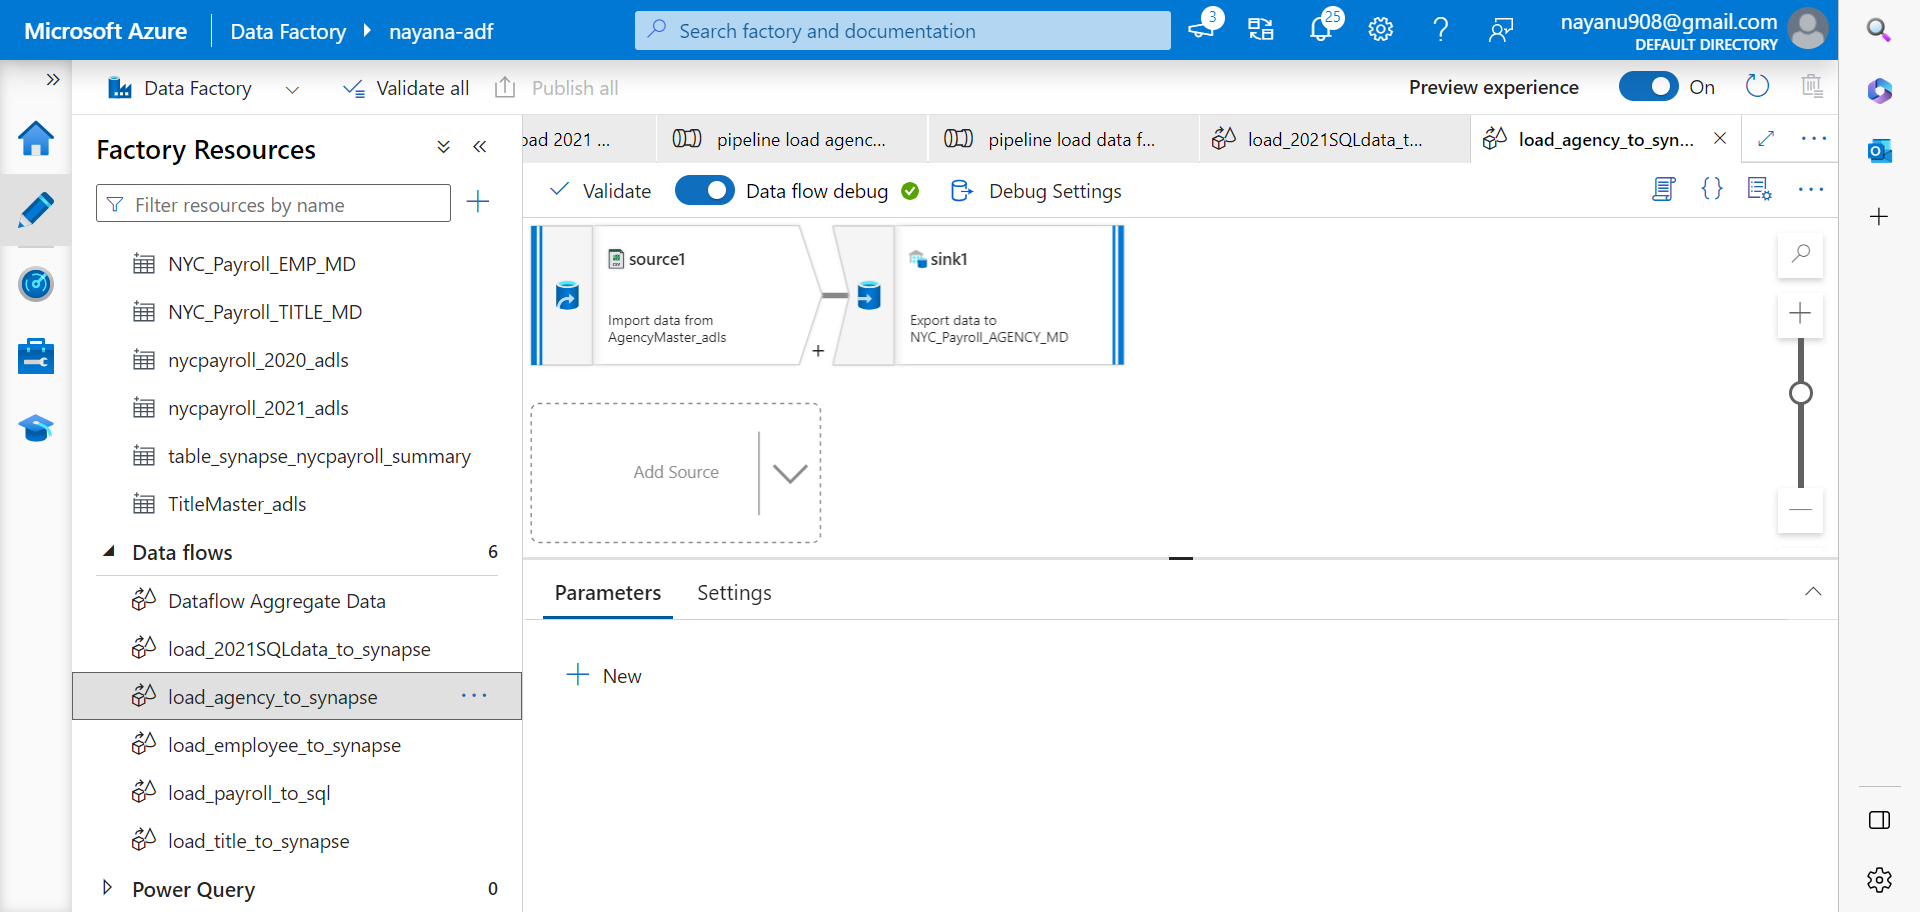 Microsoft Azure
Data Factory
nayana-adf
Search factory and documentation
3
25
nayanu908@gmail.com
DEFAULT DIRECTORY
Data Factory
Validate all
Publish all
Preview experience
On
Factory Resources
Filter resources by name
NYC_Payroll_EMP_MD
NYC_Payroll_TITLE_MD
nycpayroll_2020_adls
nycpayroll_2021_adls
table_synapse_nycpayroll_summary
TitleMaster_adls
Data flows 6
Dataflow Aggregate Data
load_2021SQLdata_to_synapse
load_agency_to_synapse
load_employee_to_synapse
load_payroll_to_sql
load_title_to_synapse
Power Query 0
oad 2021 ...
pipeline load agenc...
pipeline load data f...
load_2021SQLdata_t...
load_agency_to_syn...
Validate
Data flow debug
Debug Settings
source1
Import data from
AgencyMaster_adls
sink1
Export data to
NYC_Payroll_AGENCY_MD
Add Source
Parameters
Settings
New